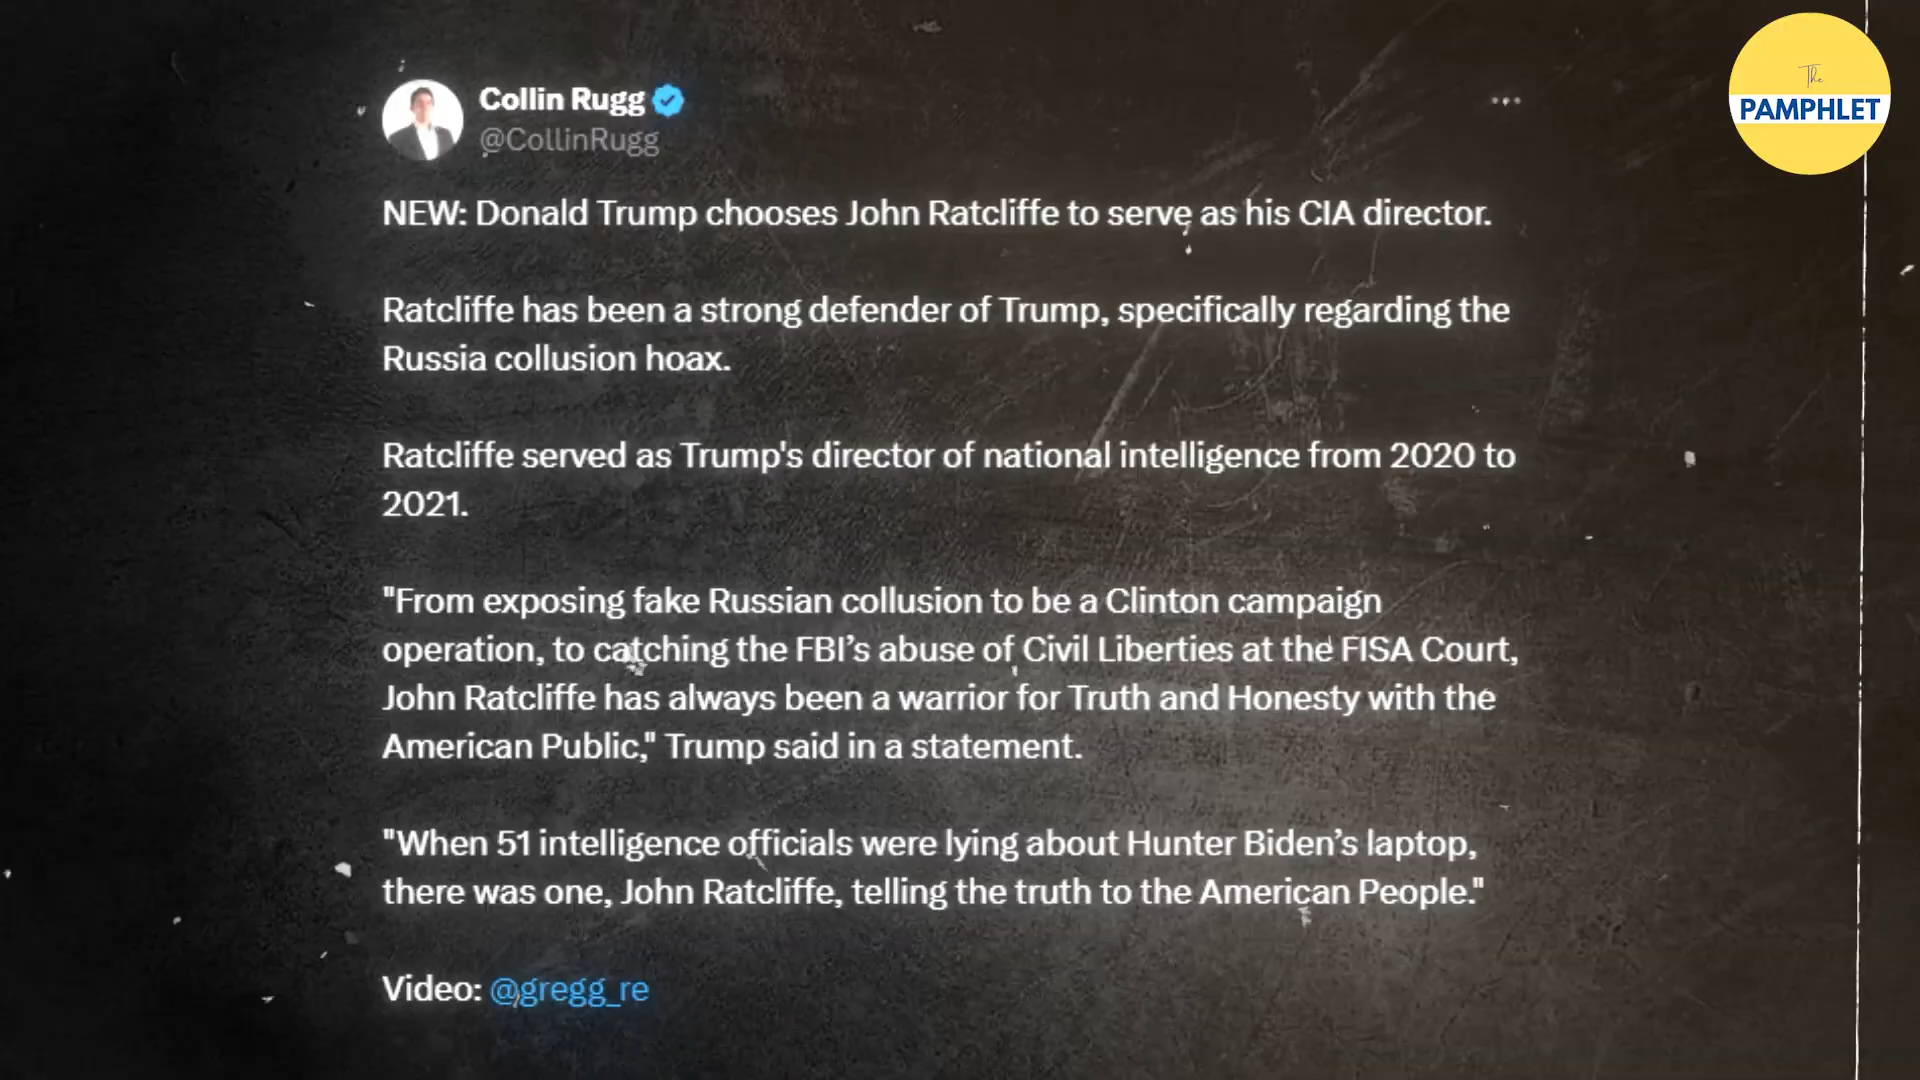 The
PAMPHLET
Collin Rugg
@CollinRugg
NEW: Donald Trump chooses John Ratcliffe to serve as his CIA director.
Ratcliffe has been a strong defender of Trump, specifically regarding the
Russia collusion hoax.
Ratcliffe served as Trump's director of national intelligence from 2020 to
2021.
"From exposing fake Russian collusion to be a Clinton campaign
operation, to catching the FBI’s abuse of Civil Liberties at the FISA Court,
John Ratcliffe has always been a warrior for Truth and Honesty with the
American Public," Trump said in a statement.
"When 51 intelligence officials were lying about Hunter Biden’s laptop,
there was one, John Ratcliffe, telling the truth to the American People."
Video: @gregg_re